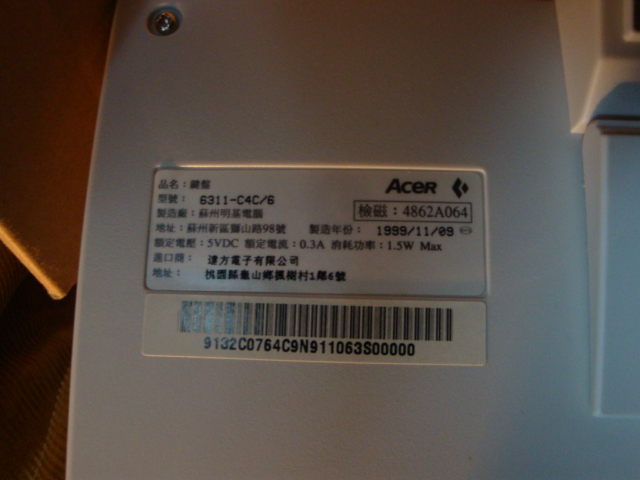 品名：鍵盤
Acer
型號： 6311-C4C/6
檢磁：4862A064
製造廠：蘇州明基電腦
地址：蘇州新區獅山路98號 製造年份： 1999/11/09
額定電壓：5VDC 額定電流：0.3A 消耗功率：1.5W Max
進口商： 達方電子有限公司
地址： 桃園縣龜山鄉楓樹村1鄰6號
9132C0764C9N911063S00000